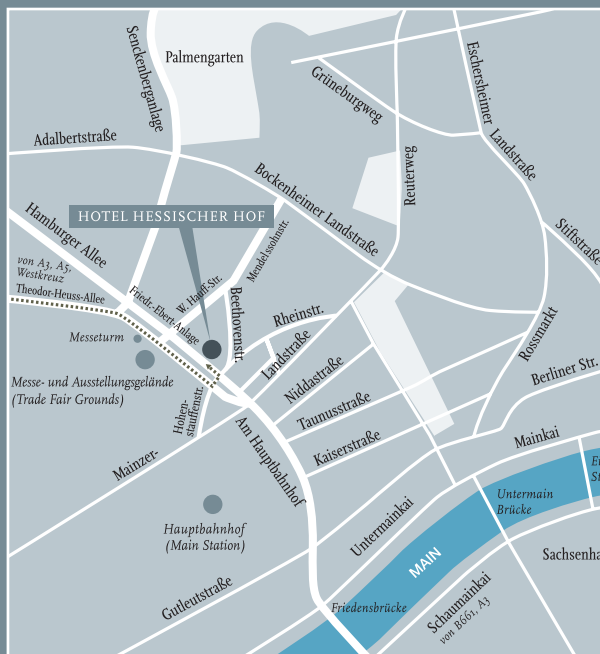 Senckenberganlage
Palmengarten
Grüneburgweg
Eschersheimer
Landstraße
Adalbertstraße
Reuterweg
Bockenheimer Landstraße
HOTEL HESSISCHER HOF
Hamburger Allee
Mendelssohnstr.
Stiftstraße
von A3, A5,
Westkreuz
Theodor-Heuss-Allee
Friedr.-Ebert-Anlage
W. Hauff-Str.
Beethovenstr.
Rheinstr.
Rossmarkt
Messeturm
Landstraße
Niddastraße
Berliner Str.
Messe- und Ausstellungsgelände
(Trade Fair Grounds)
Hohen-
stauffenstr.
Taunusstraße
Kaiserstraße
Am Hauptbahnhof
Mainzer-
Mainkai
Untermain
Brücke
Hauptbahnhof
(Main Station)
Untermainkai
MAIN
Sachsenha
Gutleutstraße
Friedensbrücke
Schaumainkai
von B661, A3